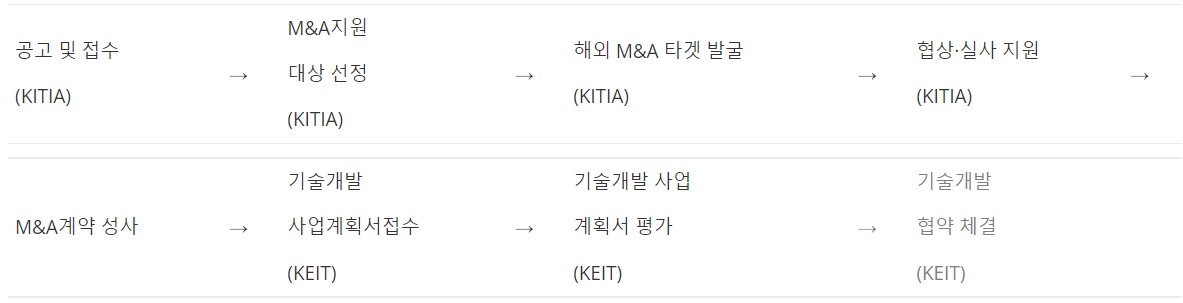 공고 및 접수
(KITIA)
→
M&A지원
대상 선정
(KITIA)
→
해외 M&A 타겟 발굴
(KITIA)
→
협상·실사 지원
(KITIA)
→
M&A계약 성사
→
기술개발
사업계획서접수
(KEIT)
→
기술개발 사업
계획서 평가
(KEIT)
→
기술개발
협약 체결
(KEIT)